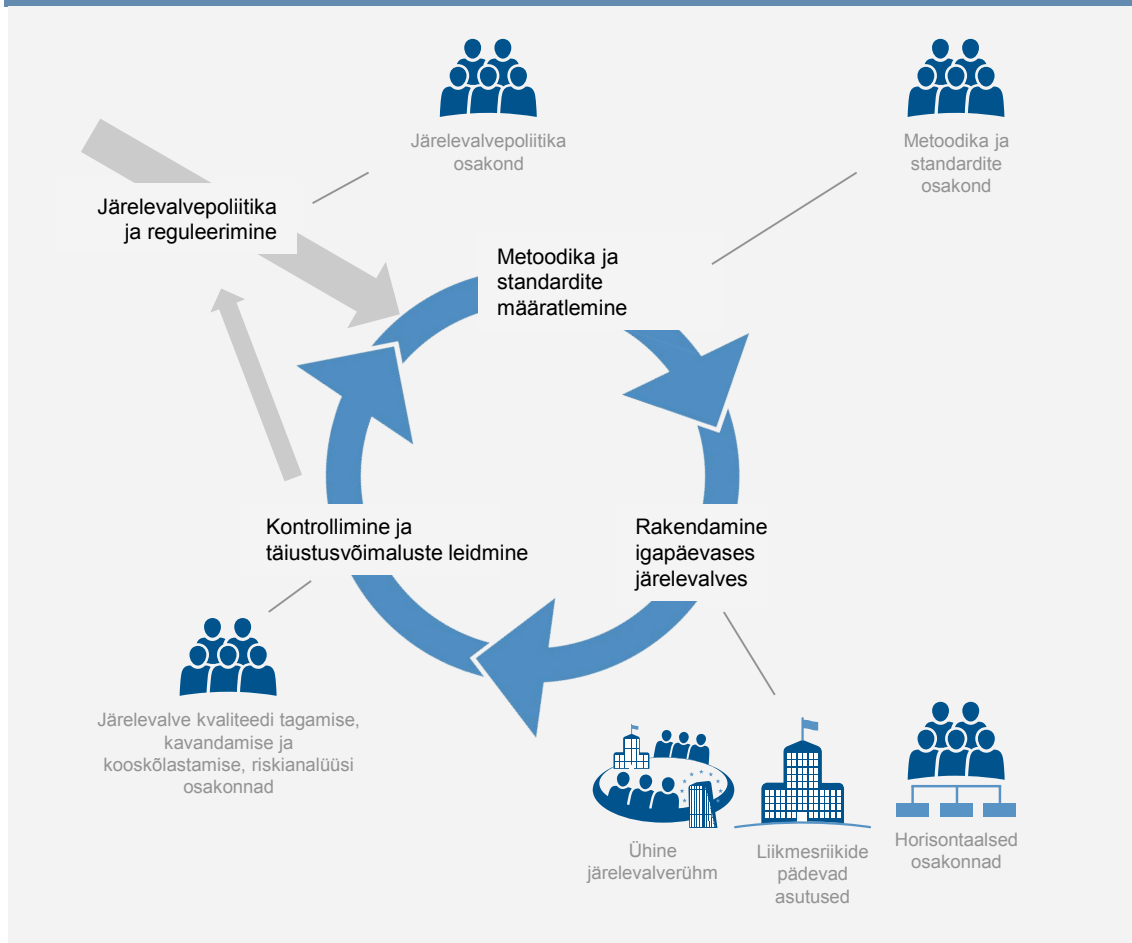 Järelevalvepoliitika
osakond
Metoodika ja
standardite
osakond
Järelevalvepoliitika
ja reguleerimine
Metoodika ja
standardite
määratlemine
Kontrollimine ja
täiustusvõimaluste leidmine
Rakendamine
igapäevases
järelevalves
Järelevalve kvaliteedi tagamise,
kavandamise ja
kooskõlastamise, riskianalüüsi
osakonnad
Ühine
järelevalverühm
Liikmesriikide
pädevad
asutused
Horisontaalsed
osakonnad